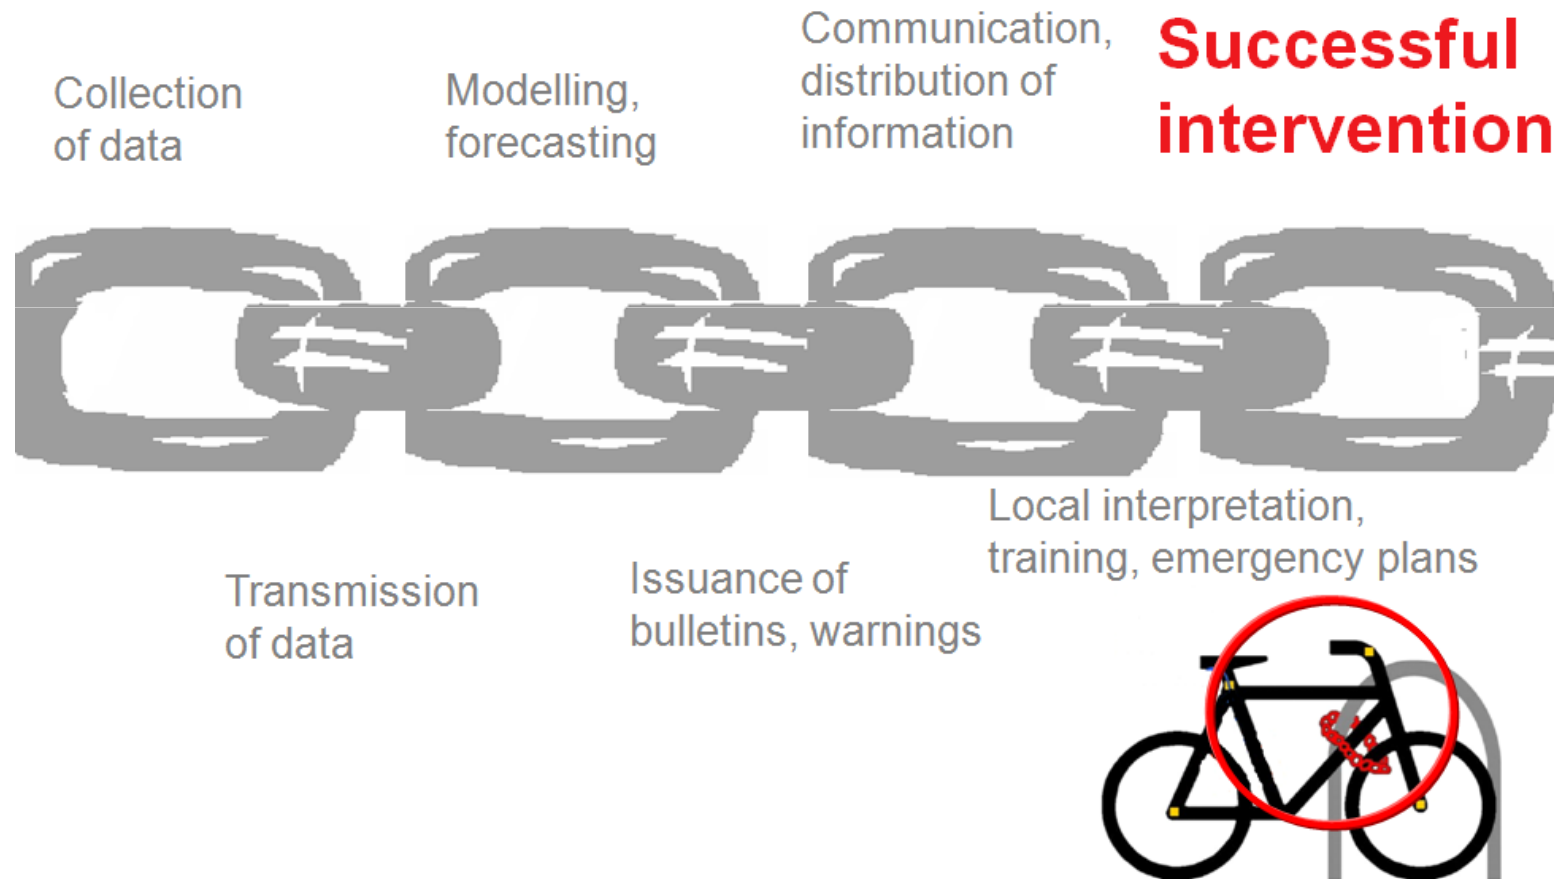 Collection
of data
Modelling,
forecasting
Communication,
distribution of
information
Successful
intervention
Transmission
of data
Issuance of
bulletins, warnings
Local interpretation,
training, emergency plans